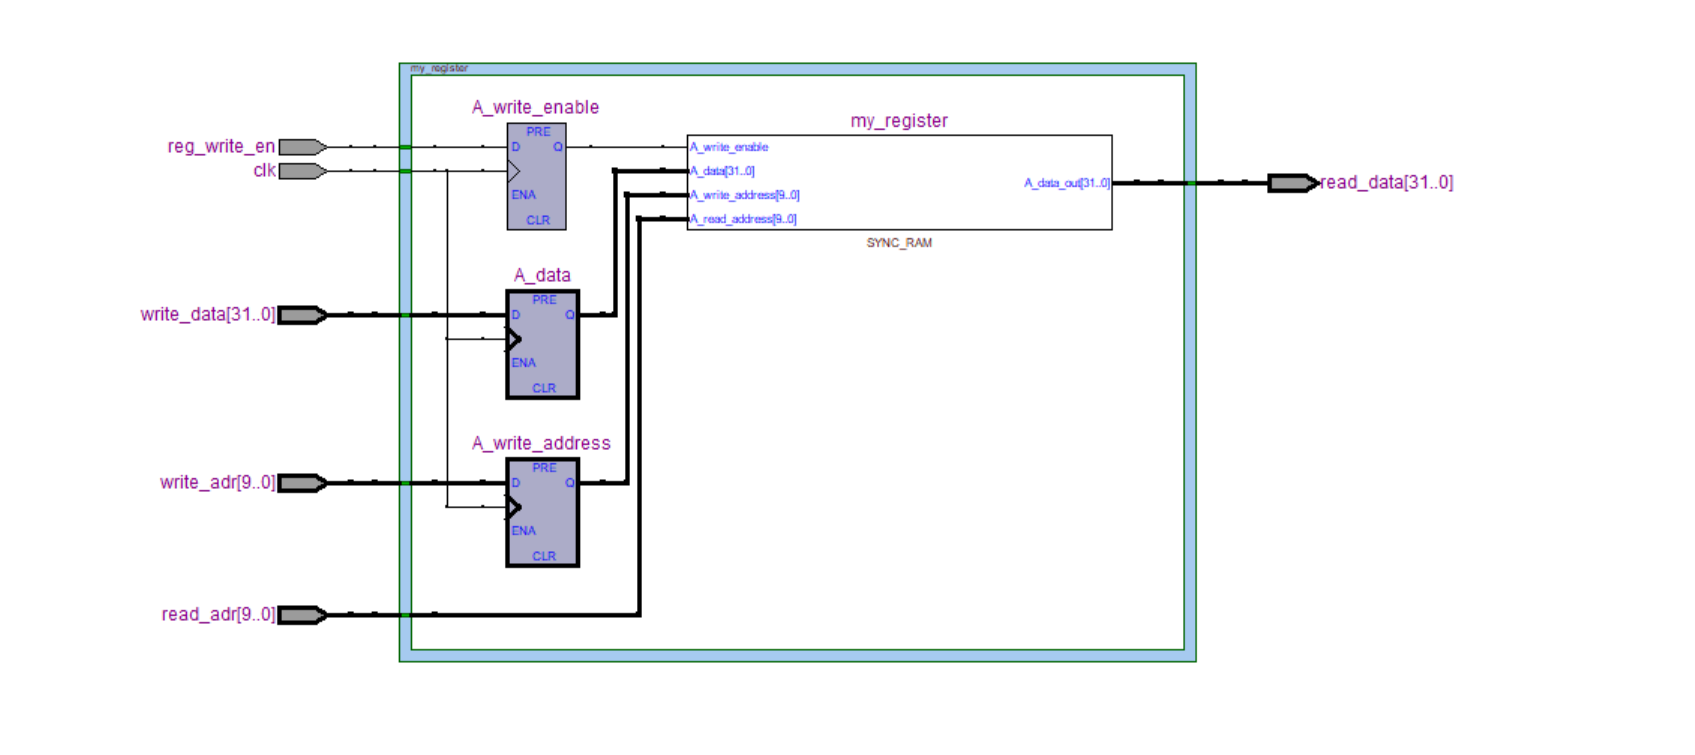 my_register
A_write_enable
reg_write_en
clk
PRE
D
Q
ENA
CLR
my_register
A_write_enable
A_data[31..0]
A_write_address[9..0]
A_read_address[9..0]
A_data_out[31..0]
SYNC_RAM
read_data[31..0]
A_data
write_data[31..0]
PRE
D
Q
ENA
CLR
A_write_address
write_adr[9..0]
PRE
D
Q
ENA
CLR
read_adr[9..0]